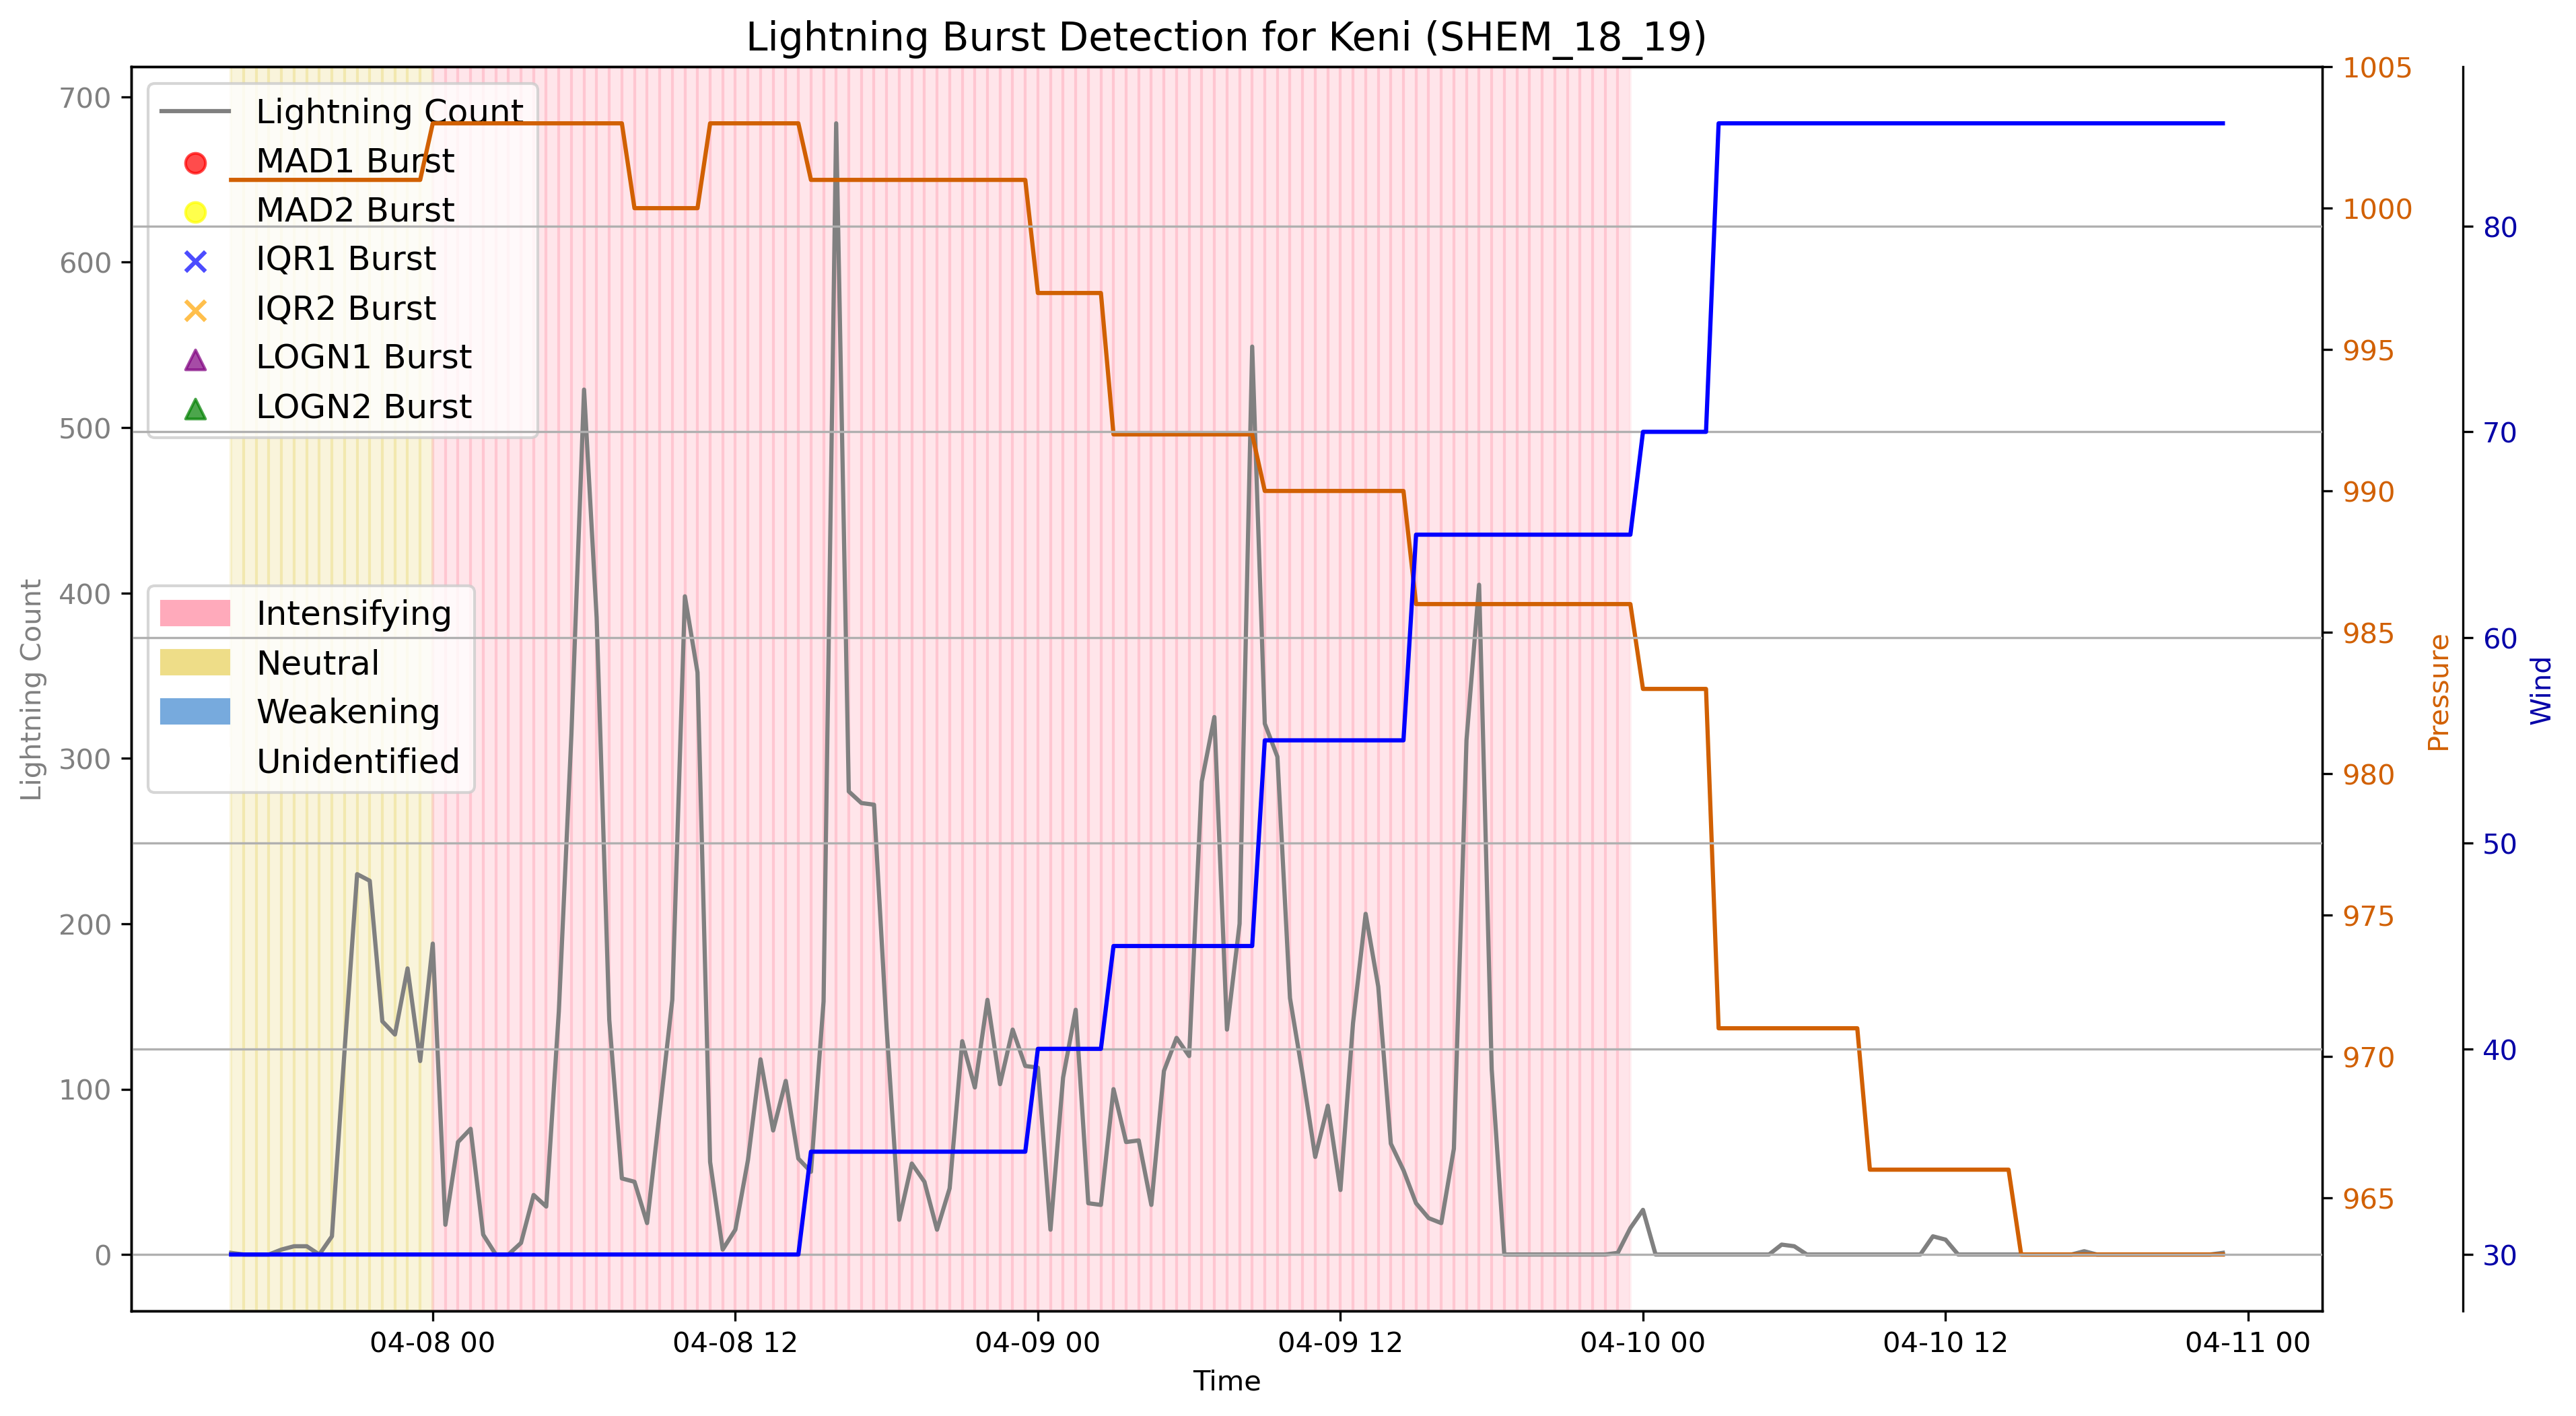 Lightning Burst Detection for Keni (SHEM_18_19)
Lightning Count
MAD1 Burst
MAD2 Burst
IQR1 Burst
IQR2 Burst
LOGN1 Burst
LOGN2 Burst
Intensifying
Neutral
Weakening
Unidentified
Lightning Count
700
600
500
400
300
200
100
0
1005
1000
995
990
985
980
975
970
965
Pressure
80
70
60
50
40
30
Wind
04-08 00
04-08 12
04-09 00
04-09 12
04-10 00
04-10 12
04-11 00
Time